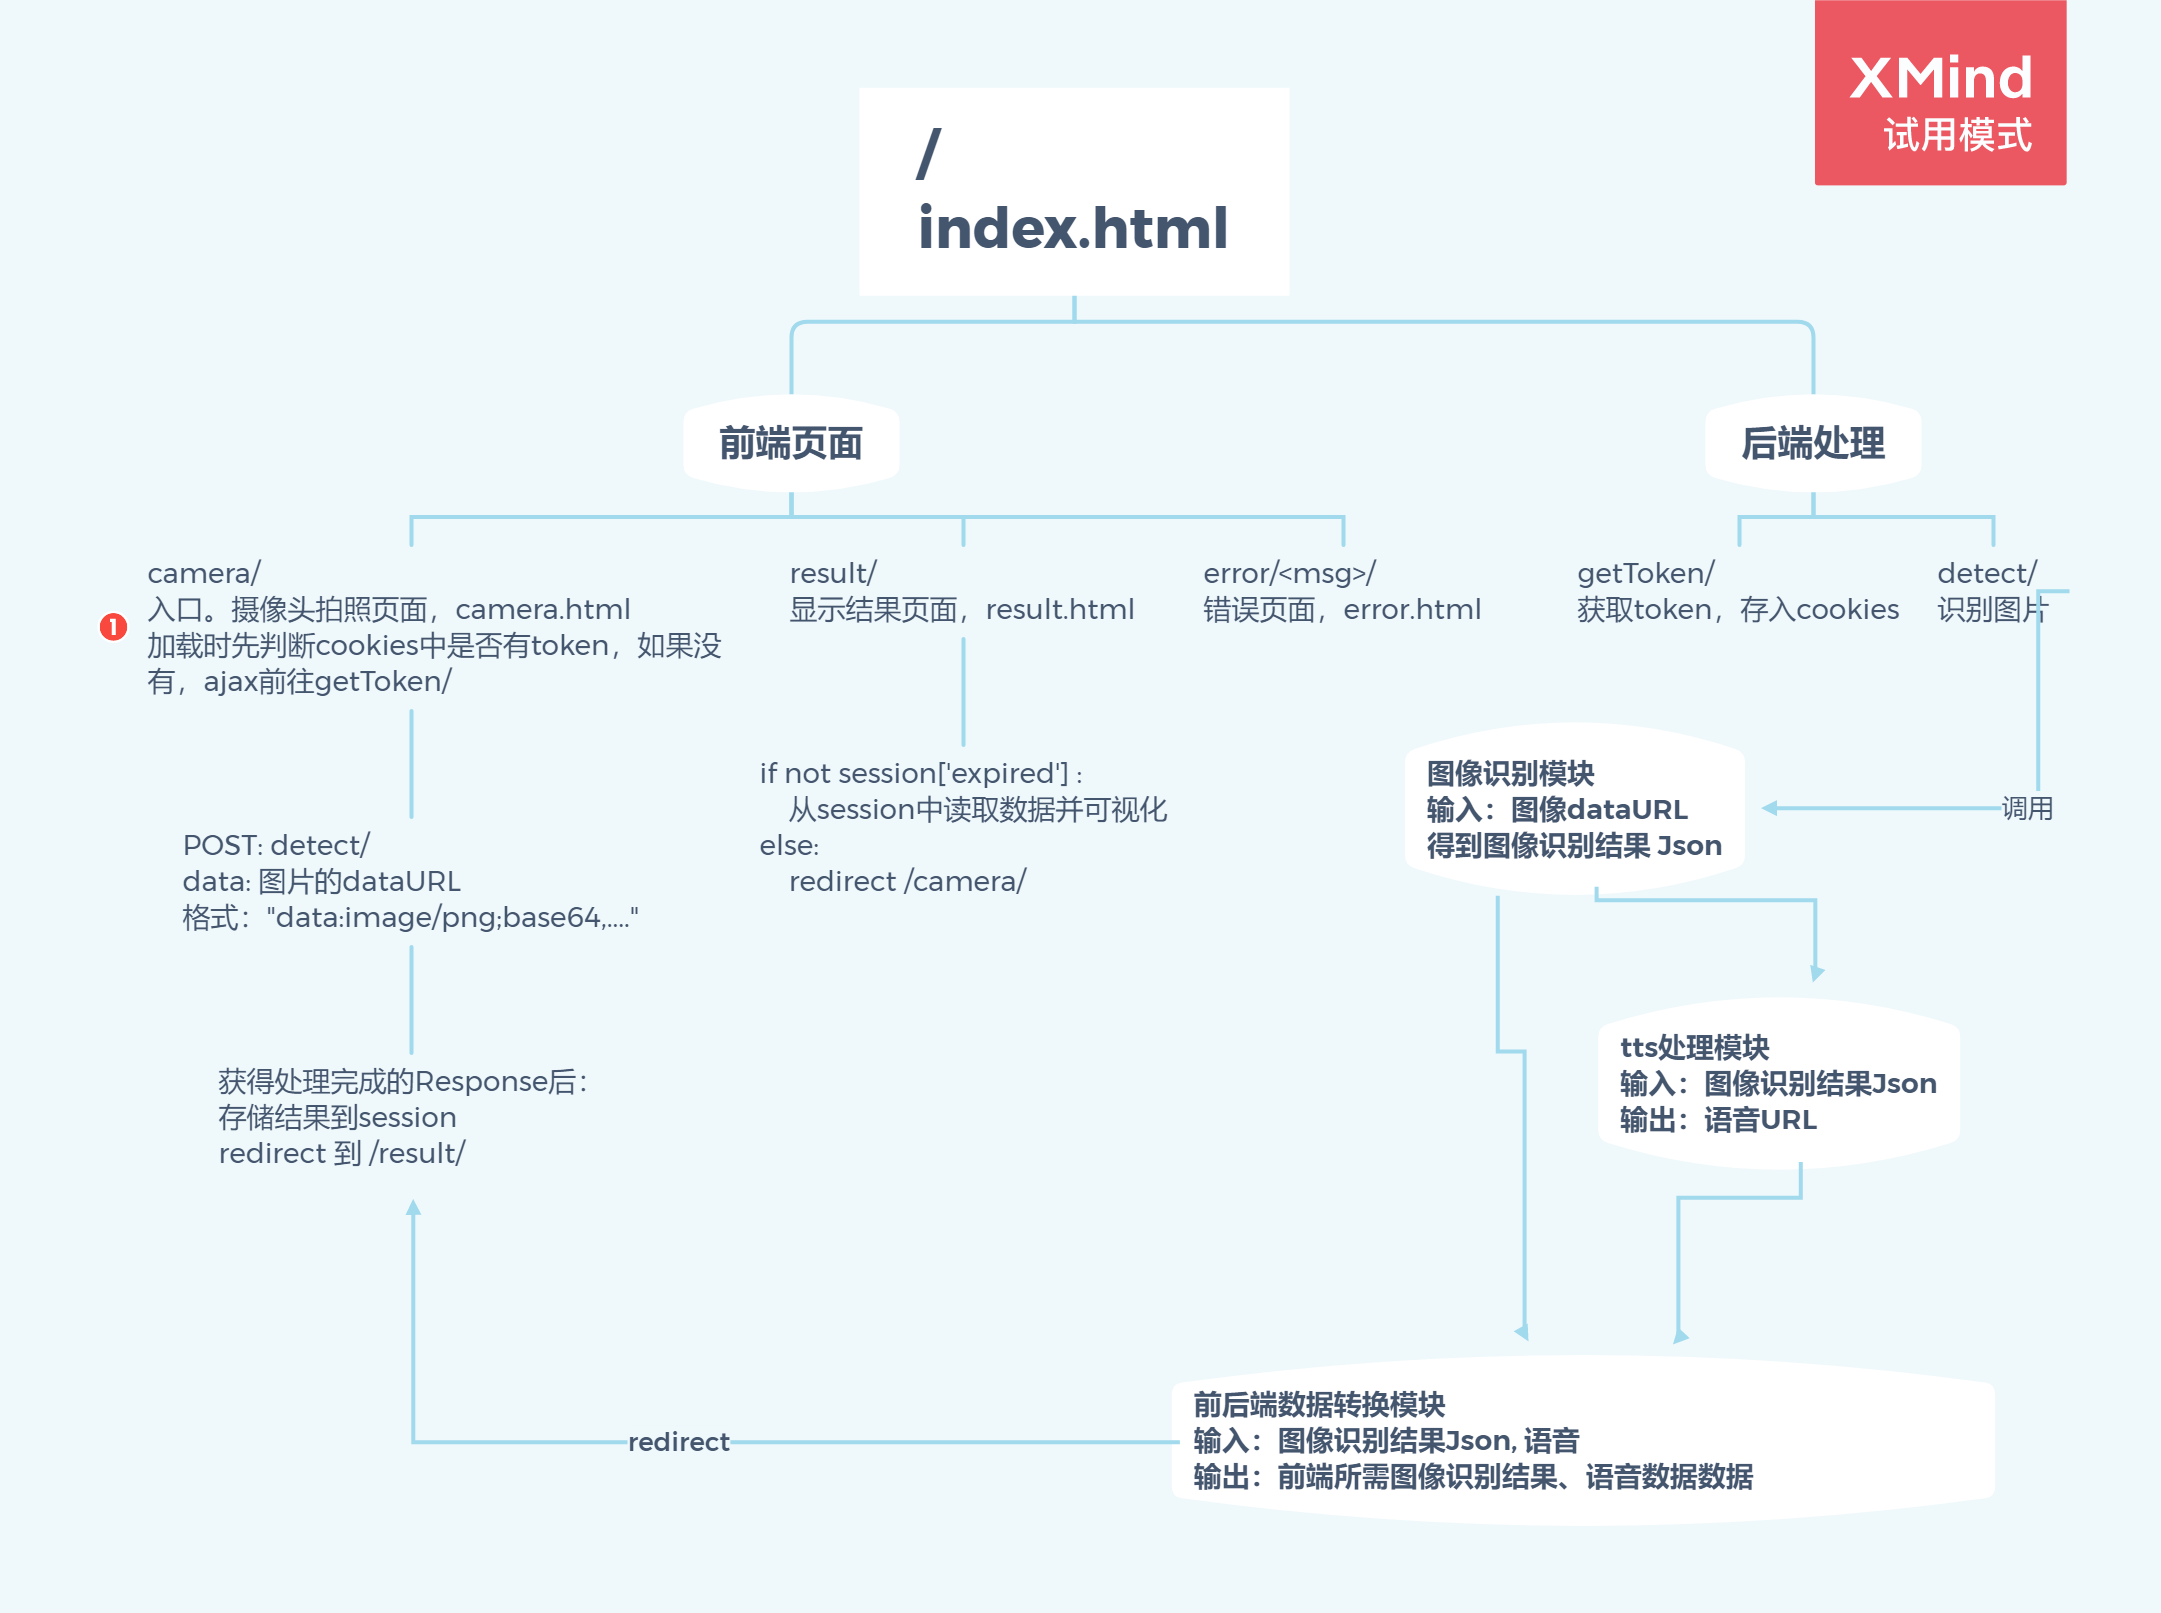 XMind
试用模式
/
index.html
前端页面
后端处理
camera/
入口。摄像头拍照页面，camera.html
加载时先判断cookies中是否有token，如果没
有，ajax前往getToken/
1
result/
显示结果页面，result.html
error/<msg>/
错误页面，error.html
getToken/
获取token，存入cookies
detect/
识别图片
POST: detect/
data: 图片的dataURL
格式："data:image/png;base64,...."
if not session['expired'] :
从session中读取数据并可视化
else:
redirect /camera/
图像识别模块
输入：图像dataURL
得到图像识别结果 Json
调用
获得处理完成的Response后：
存储结果到session
redirect 到 /result/
tts处理模块
输入：图像识别结果Json
输出：语音URL
redirect
前后端数据转换模块
输入：图像识别结果Json, 语音
输出：前端所需图像识别结果、语音数据数据